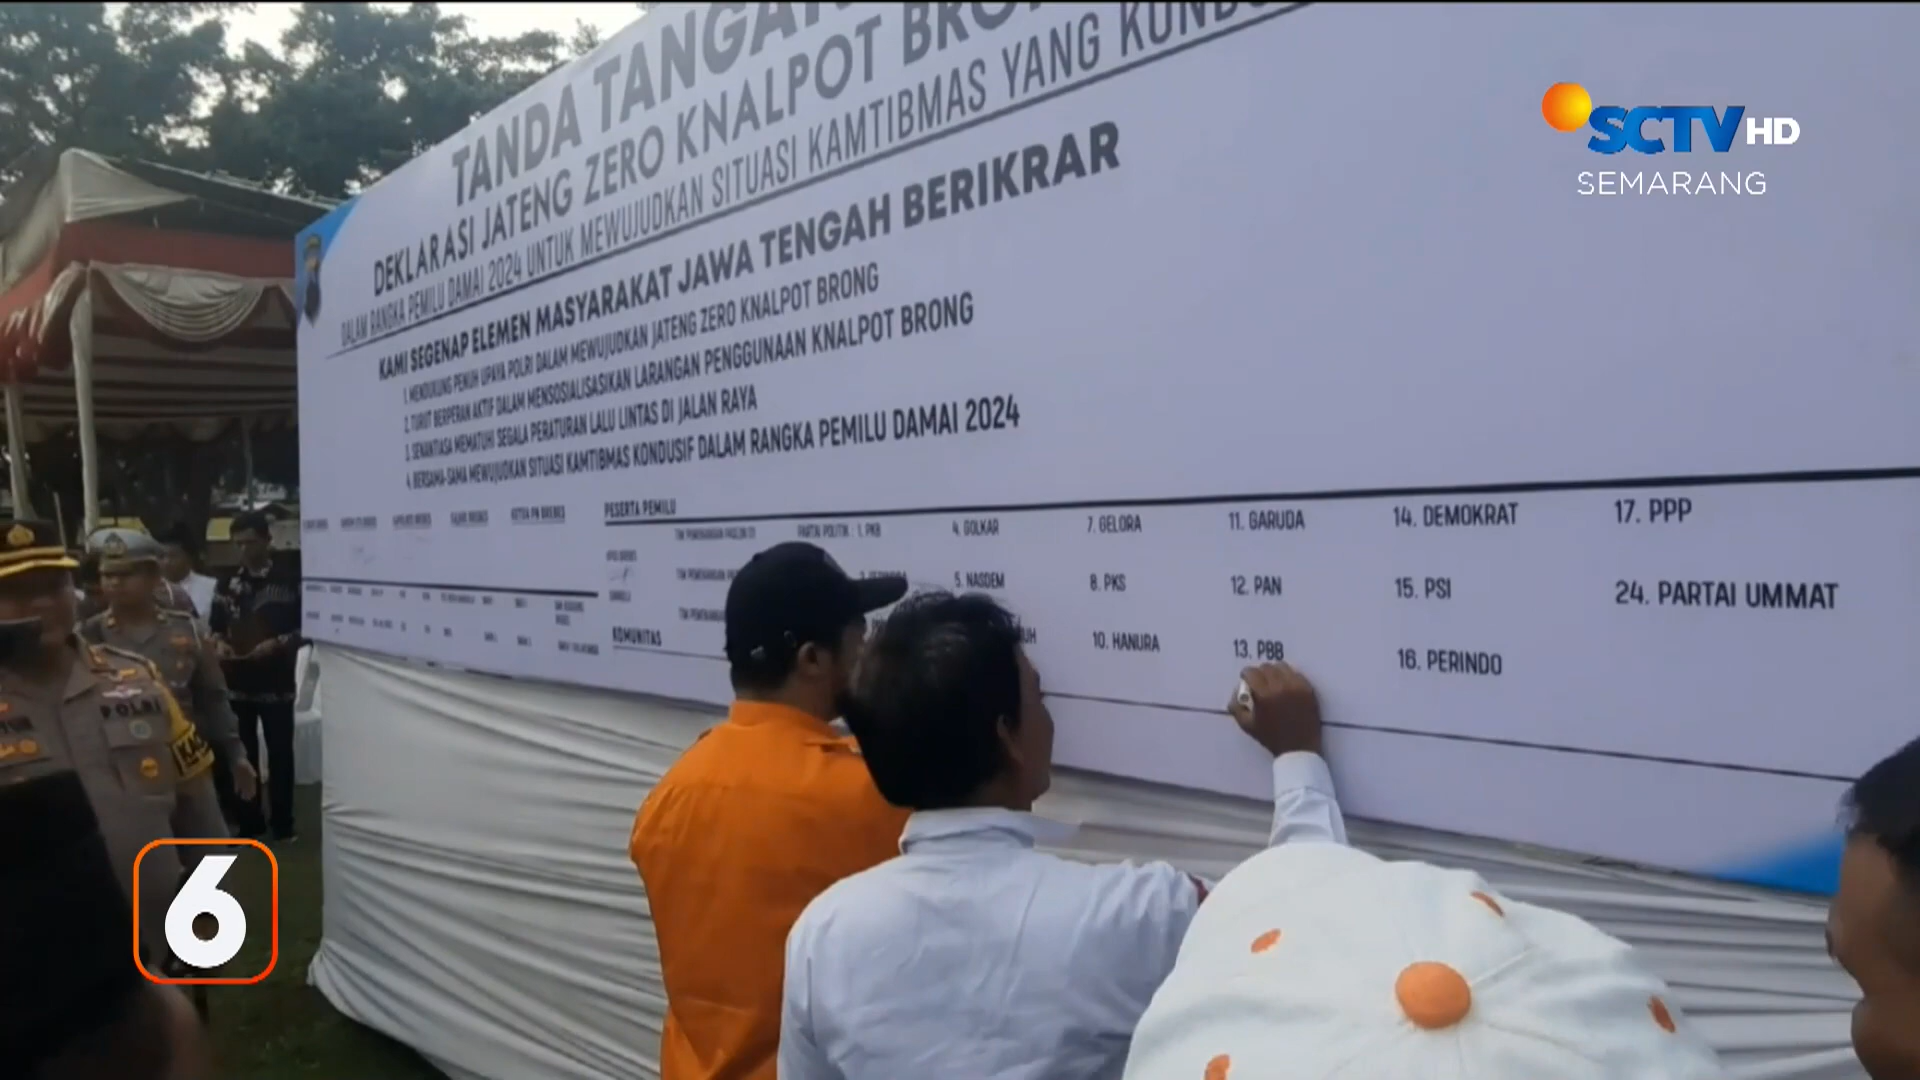 TANDA TANGAN
DEKLARASI JATENG ZERO KNALPOT BRONG
DALAM RANGKA PEMILU DAMAI 2024 UNTUK MEWUJUDKAN SITUASI KAMTIBMAS YANG
KAMI SEGENAP ELEMEN MASYARAKAT JAWA TENGAH BERIKRAR
1. MENDUKUNG PENUH UPAYA POLRI DALAM MEWUJUDKAN JATENG ZERO KNALPOT BRONG
2. TURUT BERPERAN AKTIF DALAM MENSOSIALISASIKAN LARANGAN PENGGUNAAN KNALPOT BRONG
3. SENANTIASA MEMATUHI SEGALA PERATURAN LALU LINTAS DI JALAN RAYA
4. BERSAMA-SAMA MEWUJUDKAN SITUASI KAMTIBMAS KONDUSIF DALAM RANGKA PEMILU DAMAI 2024
PESERTA PEMILU
PARTAI POLITIK : 1. PKB
4. GOLKAR
5. NASDEM
7. GELORA
8. PKS
10. HANURA
11. GARUDA
12. PAN
13. PBB
14. DEMOKRAT
15. PSI
16. PERINDO
17. PPP
24. PARTAI UMMAT
KOMUNITAS
POLRI
SCTV HD
SEMARANG
6